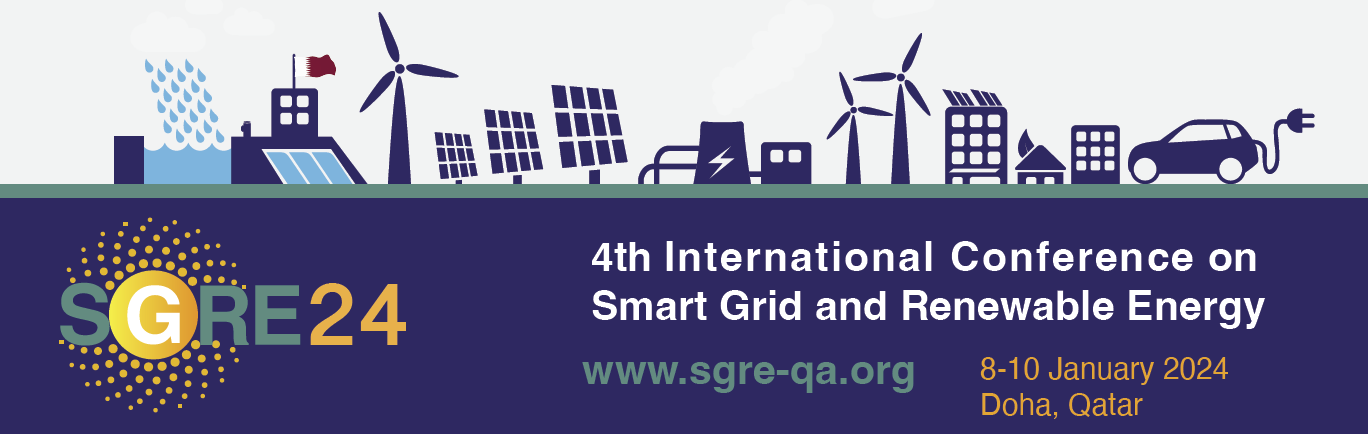 SGRE24
4th International Conference on
Smart Grid and Renewable Energy
www.sgre-qa.org
8-10 January 2024
Doha, Qatar